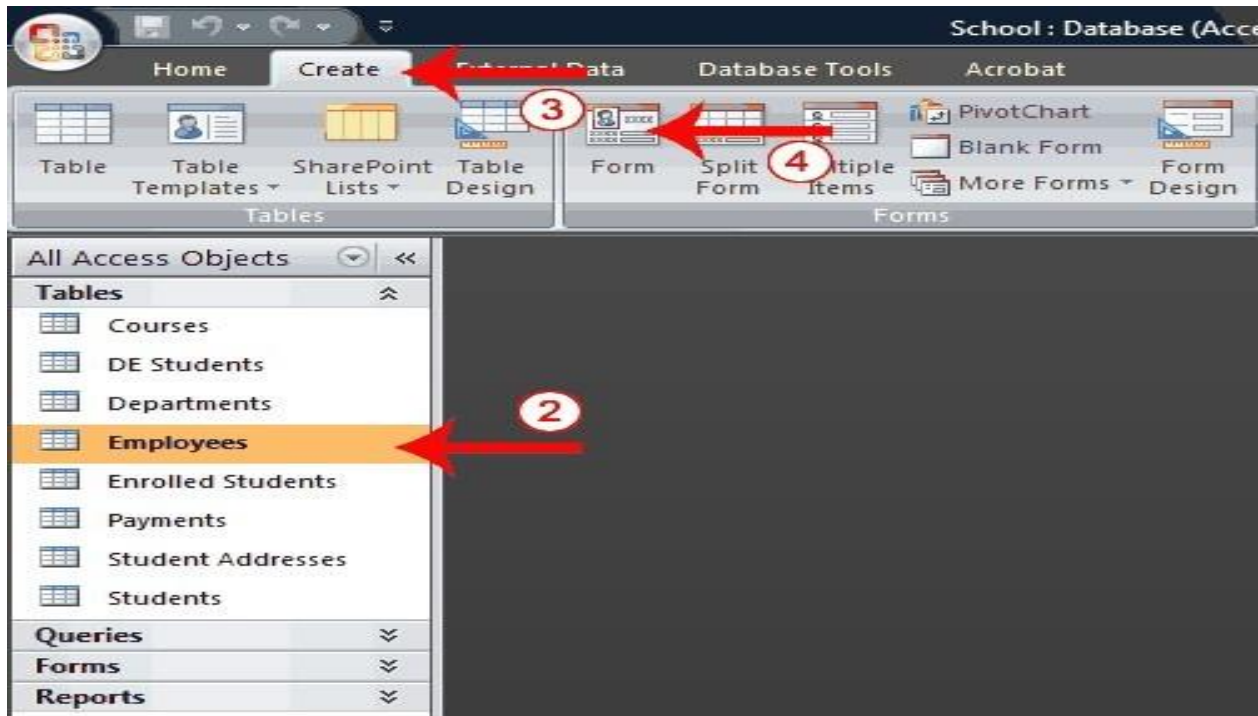 School : Database (Acce
Home Create External Data Database Tools Acrobat
3
Table
Table Templates
SharePoint Lists
Table Design
Form
Split Form
4
Items
PivotChart
Blank Form
More Forms
Form Design
Tables
Forms
All Access Objects
Tables
Courses
DE Students
Departments
Employees
2
Enrolled Students
Payments
Student Addresses
Students
Queries
Forms
Reports